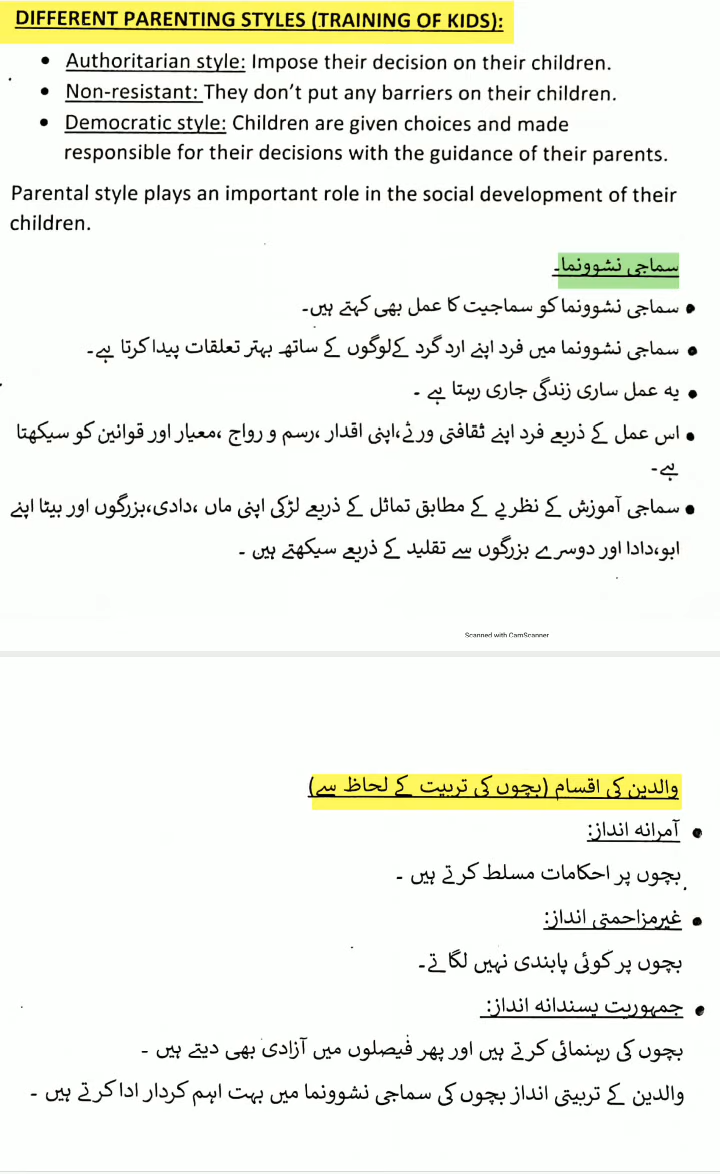 DIFFERENT PARENTING STYLES (TRAINING OF KIDS):
• Authoritarian style: Impose their decision on their children.
• Non-resistant: They don't put any barriers on their children.
• Democratic style: Children are given choices and made
responsible for their decisions with the guidance of their parents.
Parental style plays an important role in the social development of their
children.
سماجی نشوونما۔
• سماجی نشوونما کو سماجیت کا عمل بھی کہتے ہیں۔
• سماجی نشوونما میں فرد اپنے ارد گرد کےلوگوں کے ساتھ بہتر تعلقات پیدا کرتا ہے۔
• یہ عمل ساری زندگی جاری رہتا ہے ۔
• اس عمل کے ذریعے فرد اپنے ثقافتی ورثے،اپنی اقدار ،رسم و رواج ،معیار اور قوانین کو سیکھتا
ہے۔
• سماجی آموزش کے نظریے کے مطابق تماثل کے ذریعے لڑکی اپنی ماں ،دادی،بزرگوں اور بیٹا اپنے
ابو،دادا اور دوسرے بزرگوں سے تقلید کے ذریعے سیکھتے ہیں ۔
Scanned with CamScanner
والدین کی اقسام (بچوں کی تربیت کے لحاظ سے)
• آمرانہ انداز:
بچوں پر احکامات مسلط کرتے ہیں ۔
• غیرمزاحمتی انداز:
بچوں پر کوئی پابندی نہیں لگاتے۔
• جمہوریت پسندانہ انداز:
بچوں کی رہنمائی کرتے ہیں اور پھر فیصلوں میں آزادی بھی دیتے ہیں ۔
والدین کے تربیتی انداز بچوں کی سماجی نشوونما میں بہت اہم کردار ادا کرتے ہیں ۔